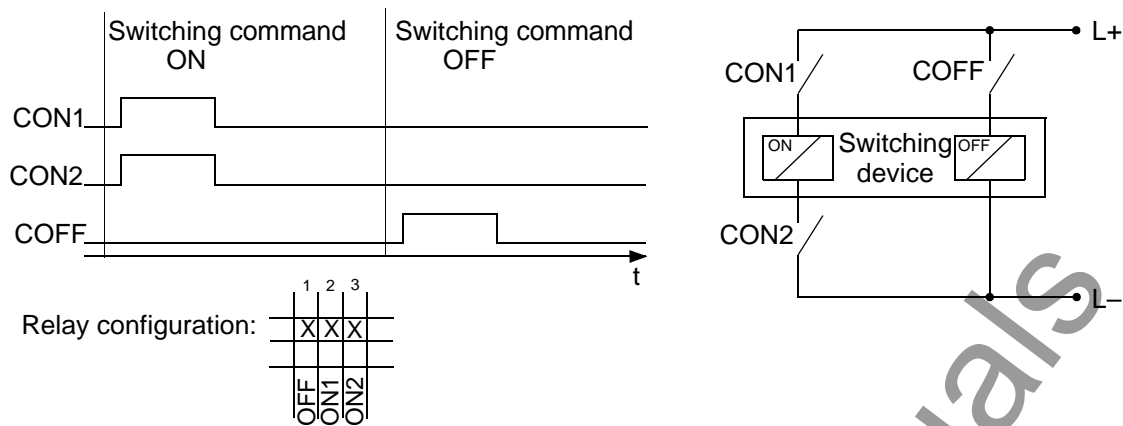 Switching command
ON
Switching command
OFF
CON1
CON2
COFF
t
Relay configuration:
1 2 3
X X X
OFF
ON1
ON2
L+
CON1
COFF
ON
Switching
device
OFF
CON2
L–
uals